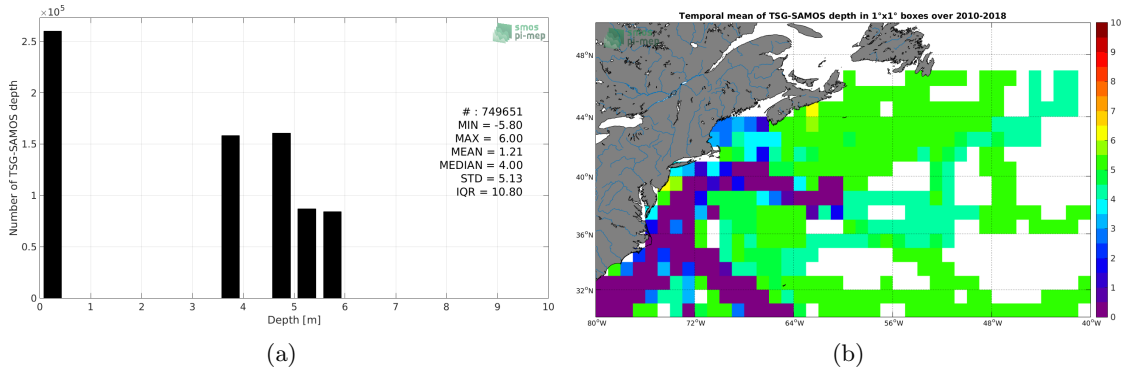 ×10⁵
2.5
2
1.5
1
0.5
0
Number of TSG-SAMOS depth
0 1 2 3 4 5 6 7 8 9 10
Depth [m]
smos
pi-mep
# : 749651
MIN = -5.80
MAX = 6.00
MEAN = 1.21
MEDIAN = 4.00
STD = 5.13
IQR = 10.80
(a)
Temporal mean of TSG-SAMOS depth in 1°x1° boxes over 2010-2018
smos
pi-mep
48°N
44°N
40°N
36°N
32°N
80°W 72°W 64°W 56°W 48°W 40°W
10
9
8
7
6
5
4
3
2
1
0
(b)